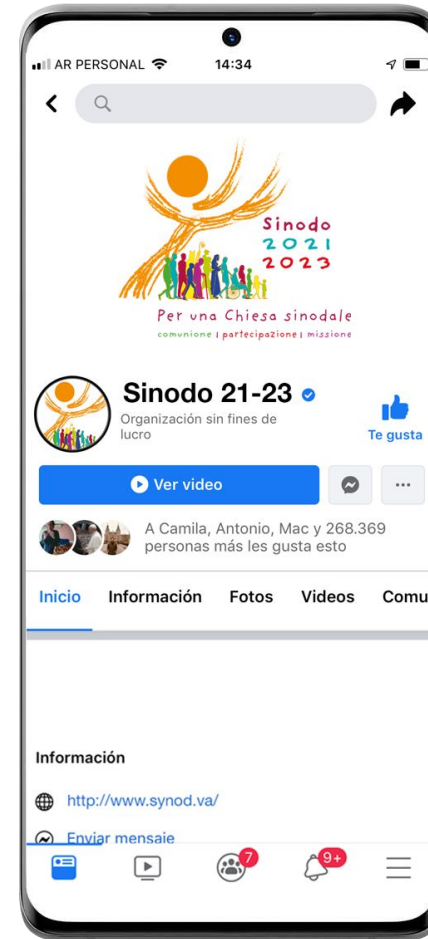 AR PERSONAL
14:34
Sinodo
2021
2023
Per una Chiesa sinodale
comunione | partecipazione | missione
Sinodo 21-23
Organización sin fines de
lucro
Te gusta
Ver video
A Camila, Antonio, Mac y 268.369
personas más les gusta esto
Inicio Información Fotos Videos Comu
Información
http://www.synod.va/
Enviar mensaje
7
9+